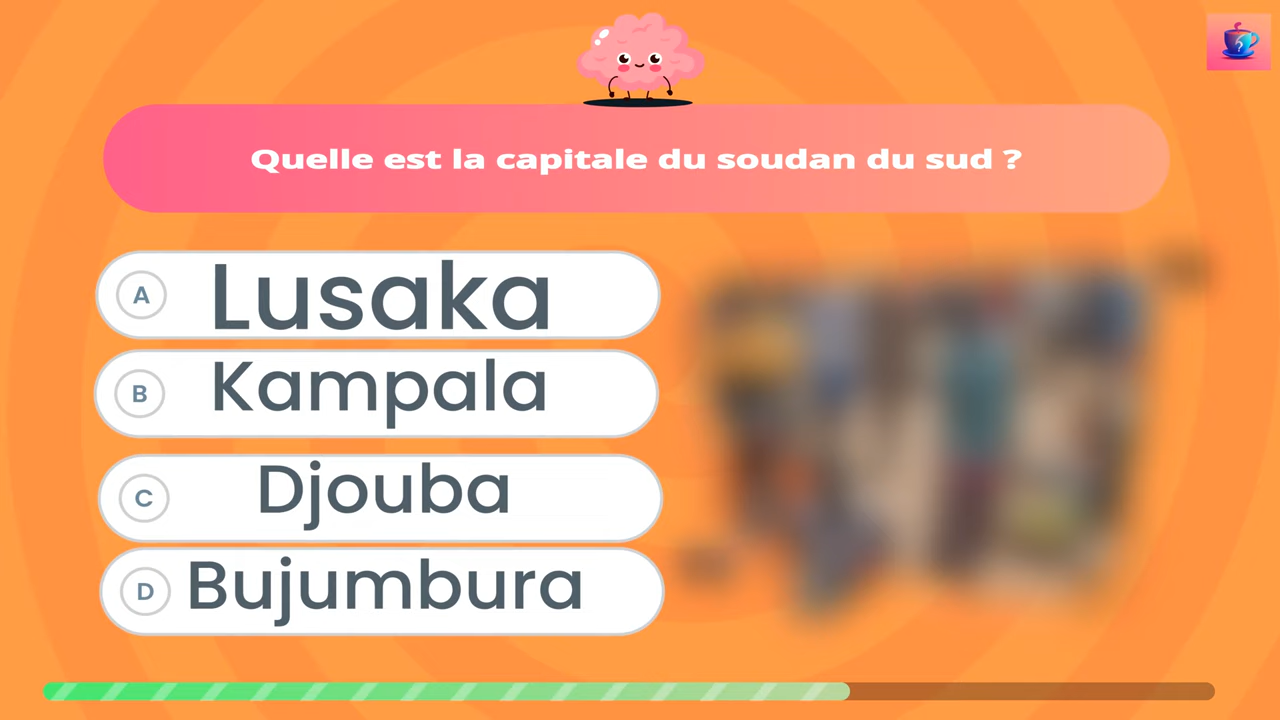 Quelle est la capitale du soudan du sud ?
A Lusaka
B Kampala
C Djouba
D Bujumbura